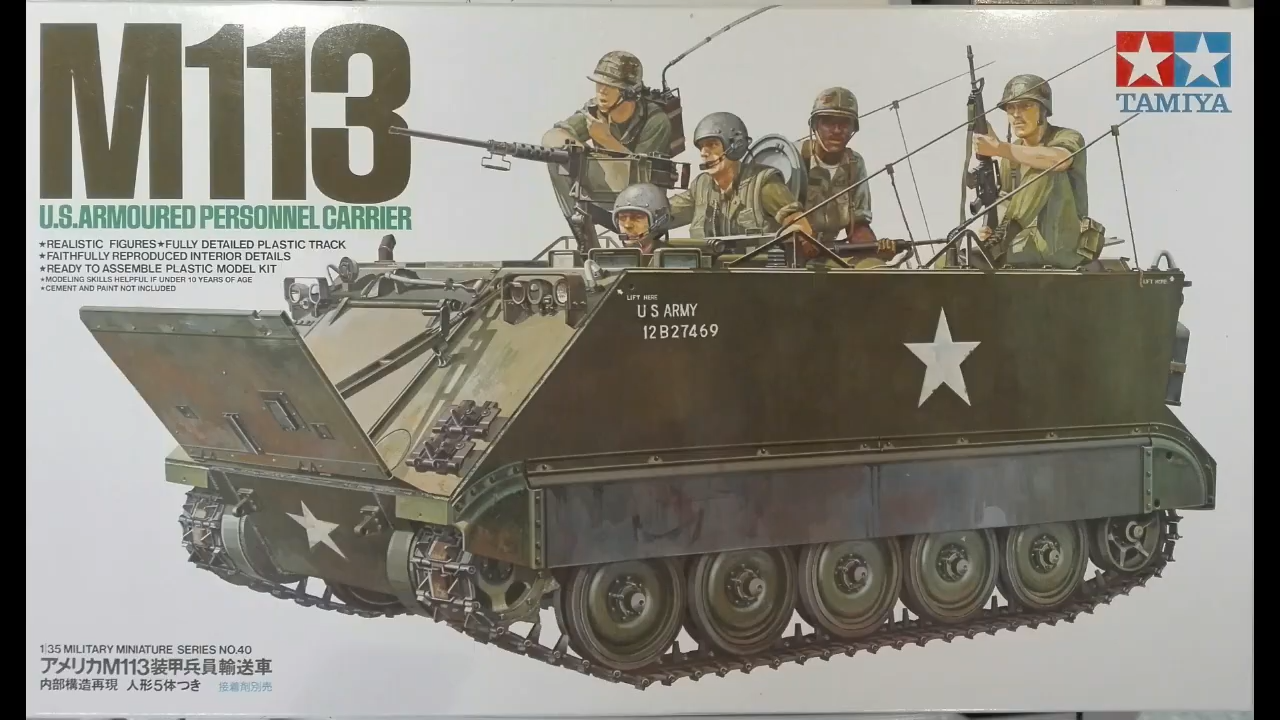 M113
U.S. ARMOURED PERSONNEL CARRIER
★REALISTIC FIGURES★FULLY DETAILED PLASTIC TRACK
★FAITHFULLY REPRODUCED INTERIOR DETAILS
★READY TO ASSEMBLE PLASTIC MODEL KIT
★MODELING SKILLS HELPFUL IF UNDER 10 YEARS OF AGE
★CEMENT AND PAINT NOT INCLUDED
TAMIYA
LIFT HERE
U S ARMY
12B27469
LIFT HERE
1/35 MILITARY MINIATURE SERIES NO.40
アメリカM113装甲兵員輸送車
内部構造再現 人形5体つき 接着剤別売